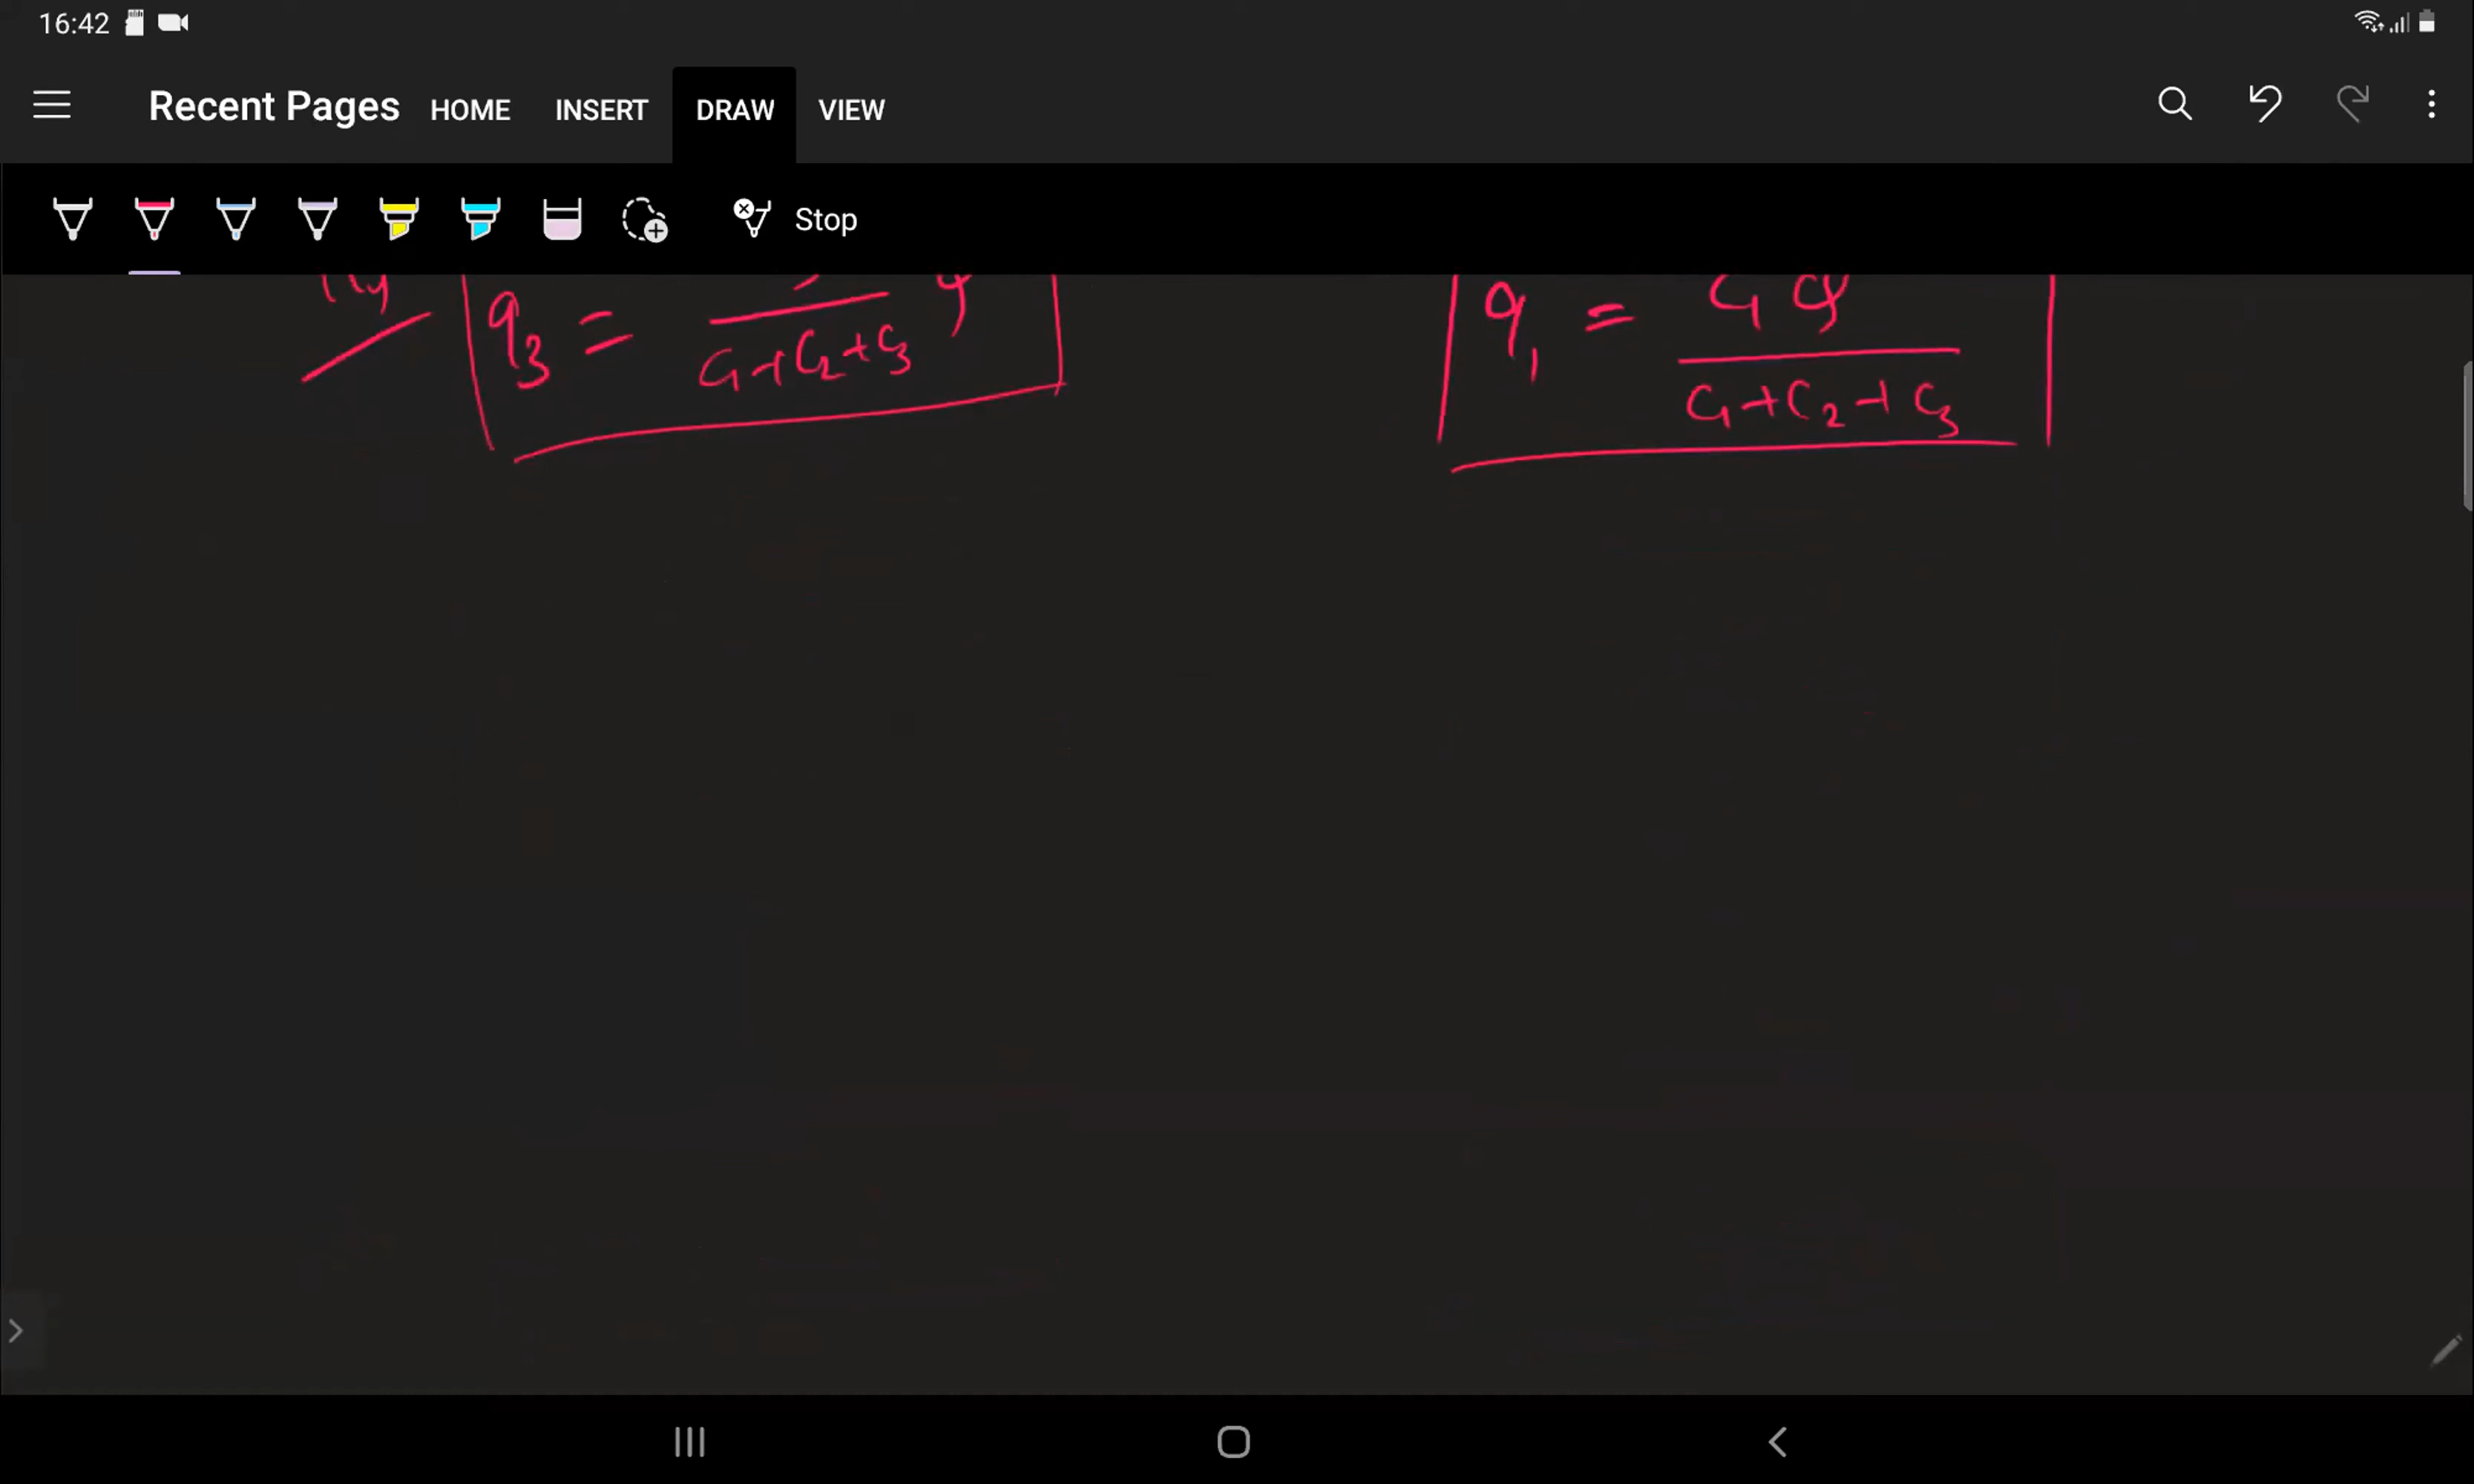 16:42
Recent Pages HOME INSERT DRAW VIEW
Stop
q3 =
C1+C2+C3
q1 = C1 q
C1+C2+C3